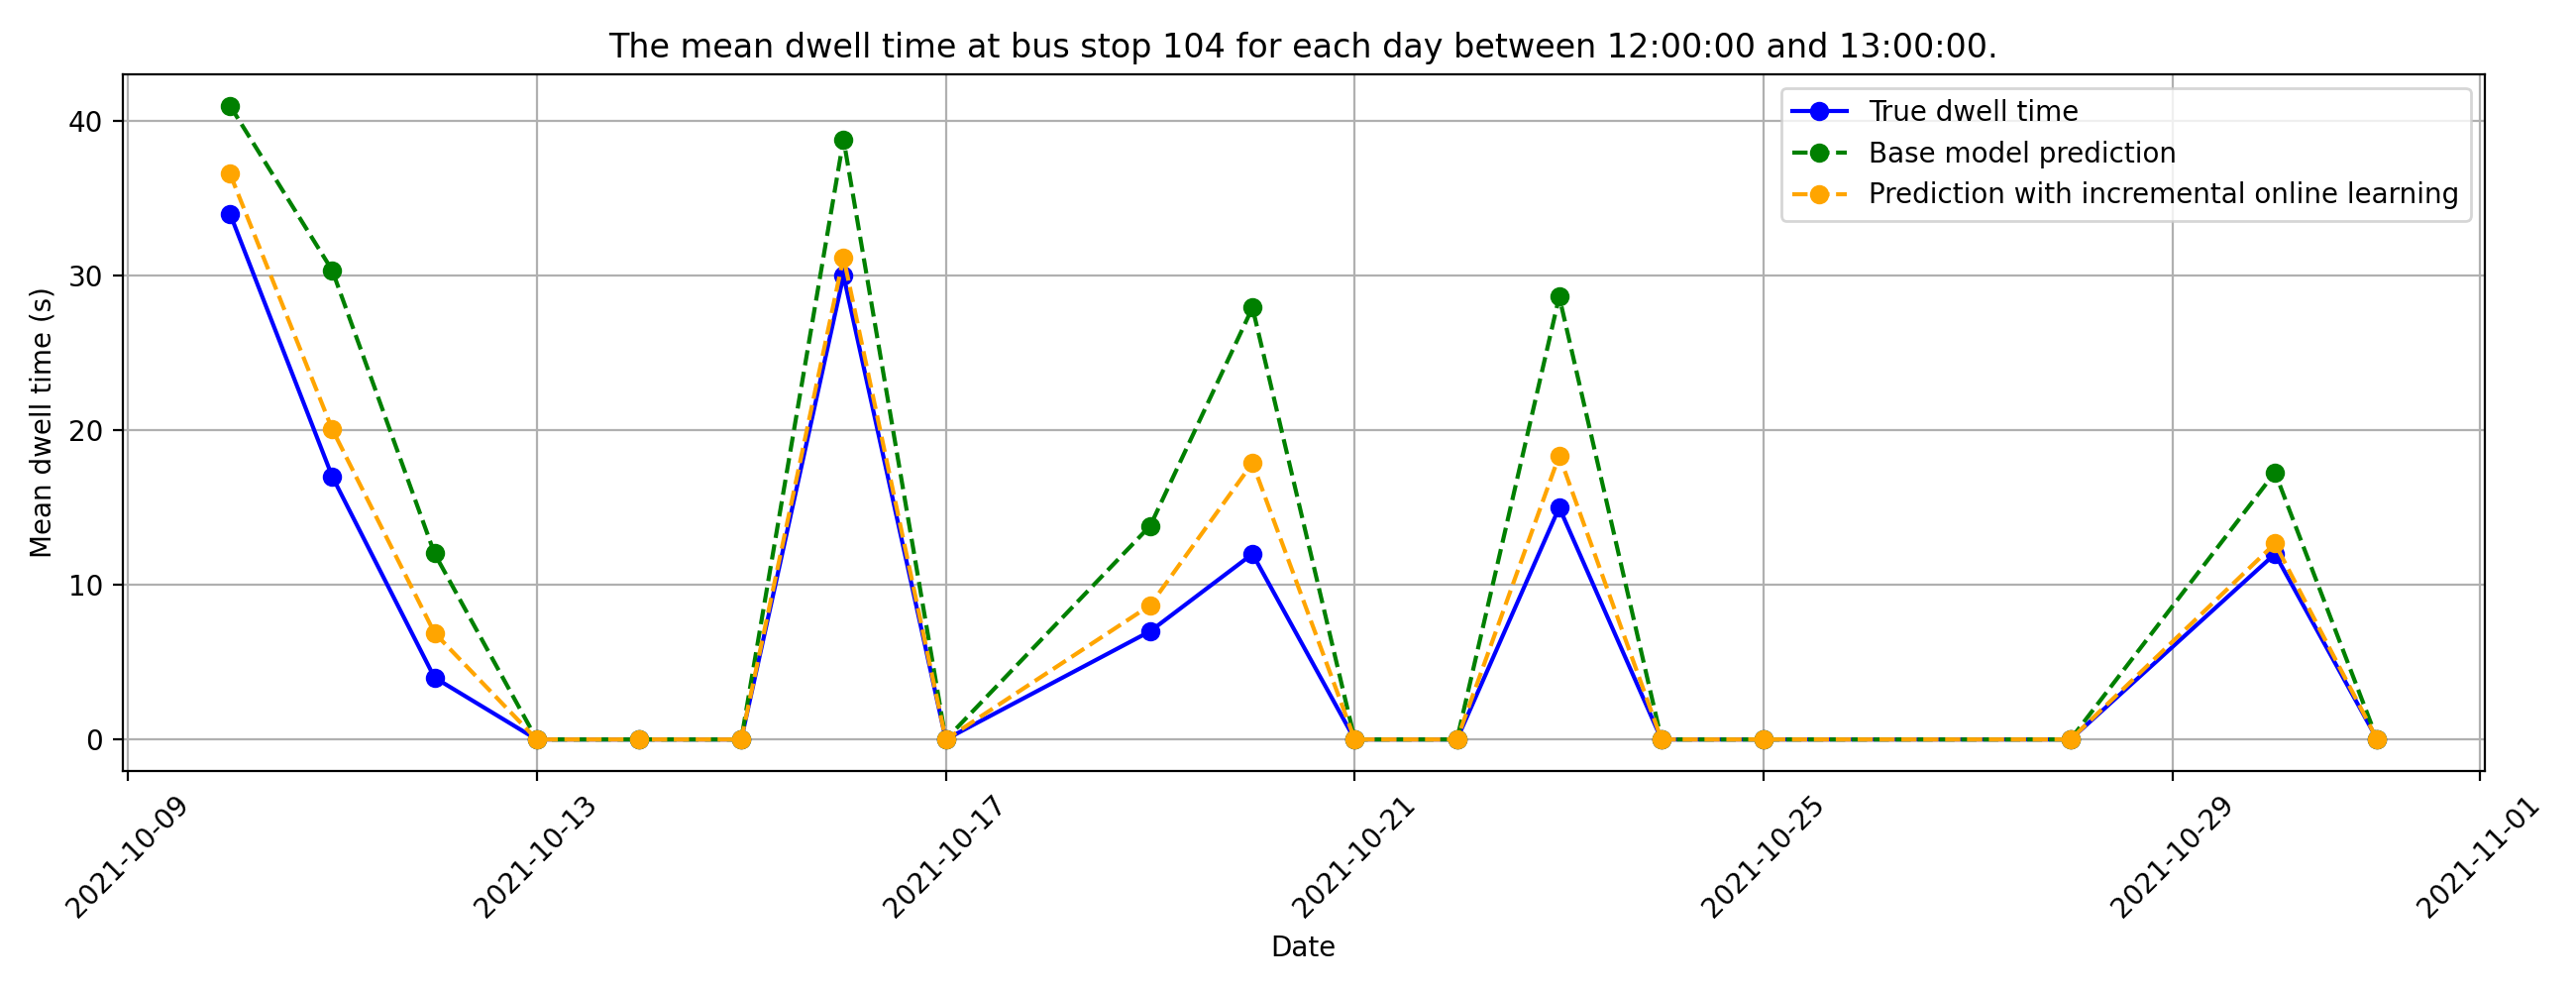 The mean dwell time at bus stop 104 for each day between 12:00:00 and 13:00:00.
True dwell time
Base model prediction
Prediction with incremental online learning
Mean dwell time (s)
40
30
20
10
0
2021-10-09
2021-10-13
2021-10-17
2021-10-21
2021-10-25
2021-10-29
2021-11-01
Date